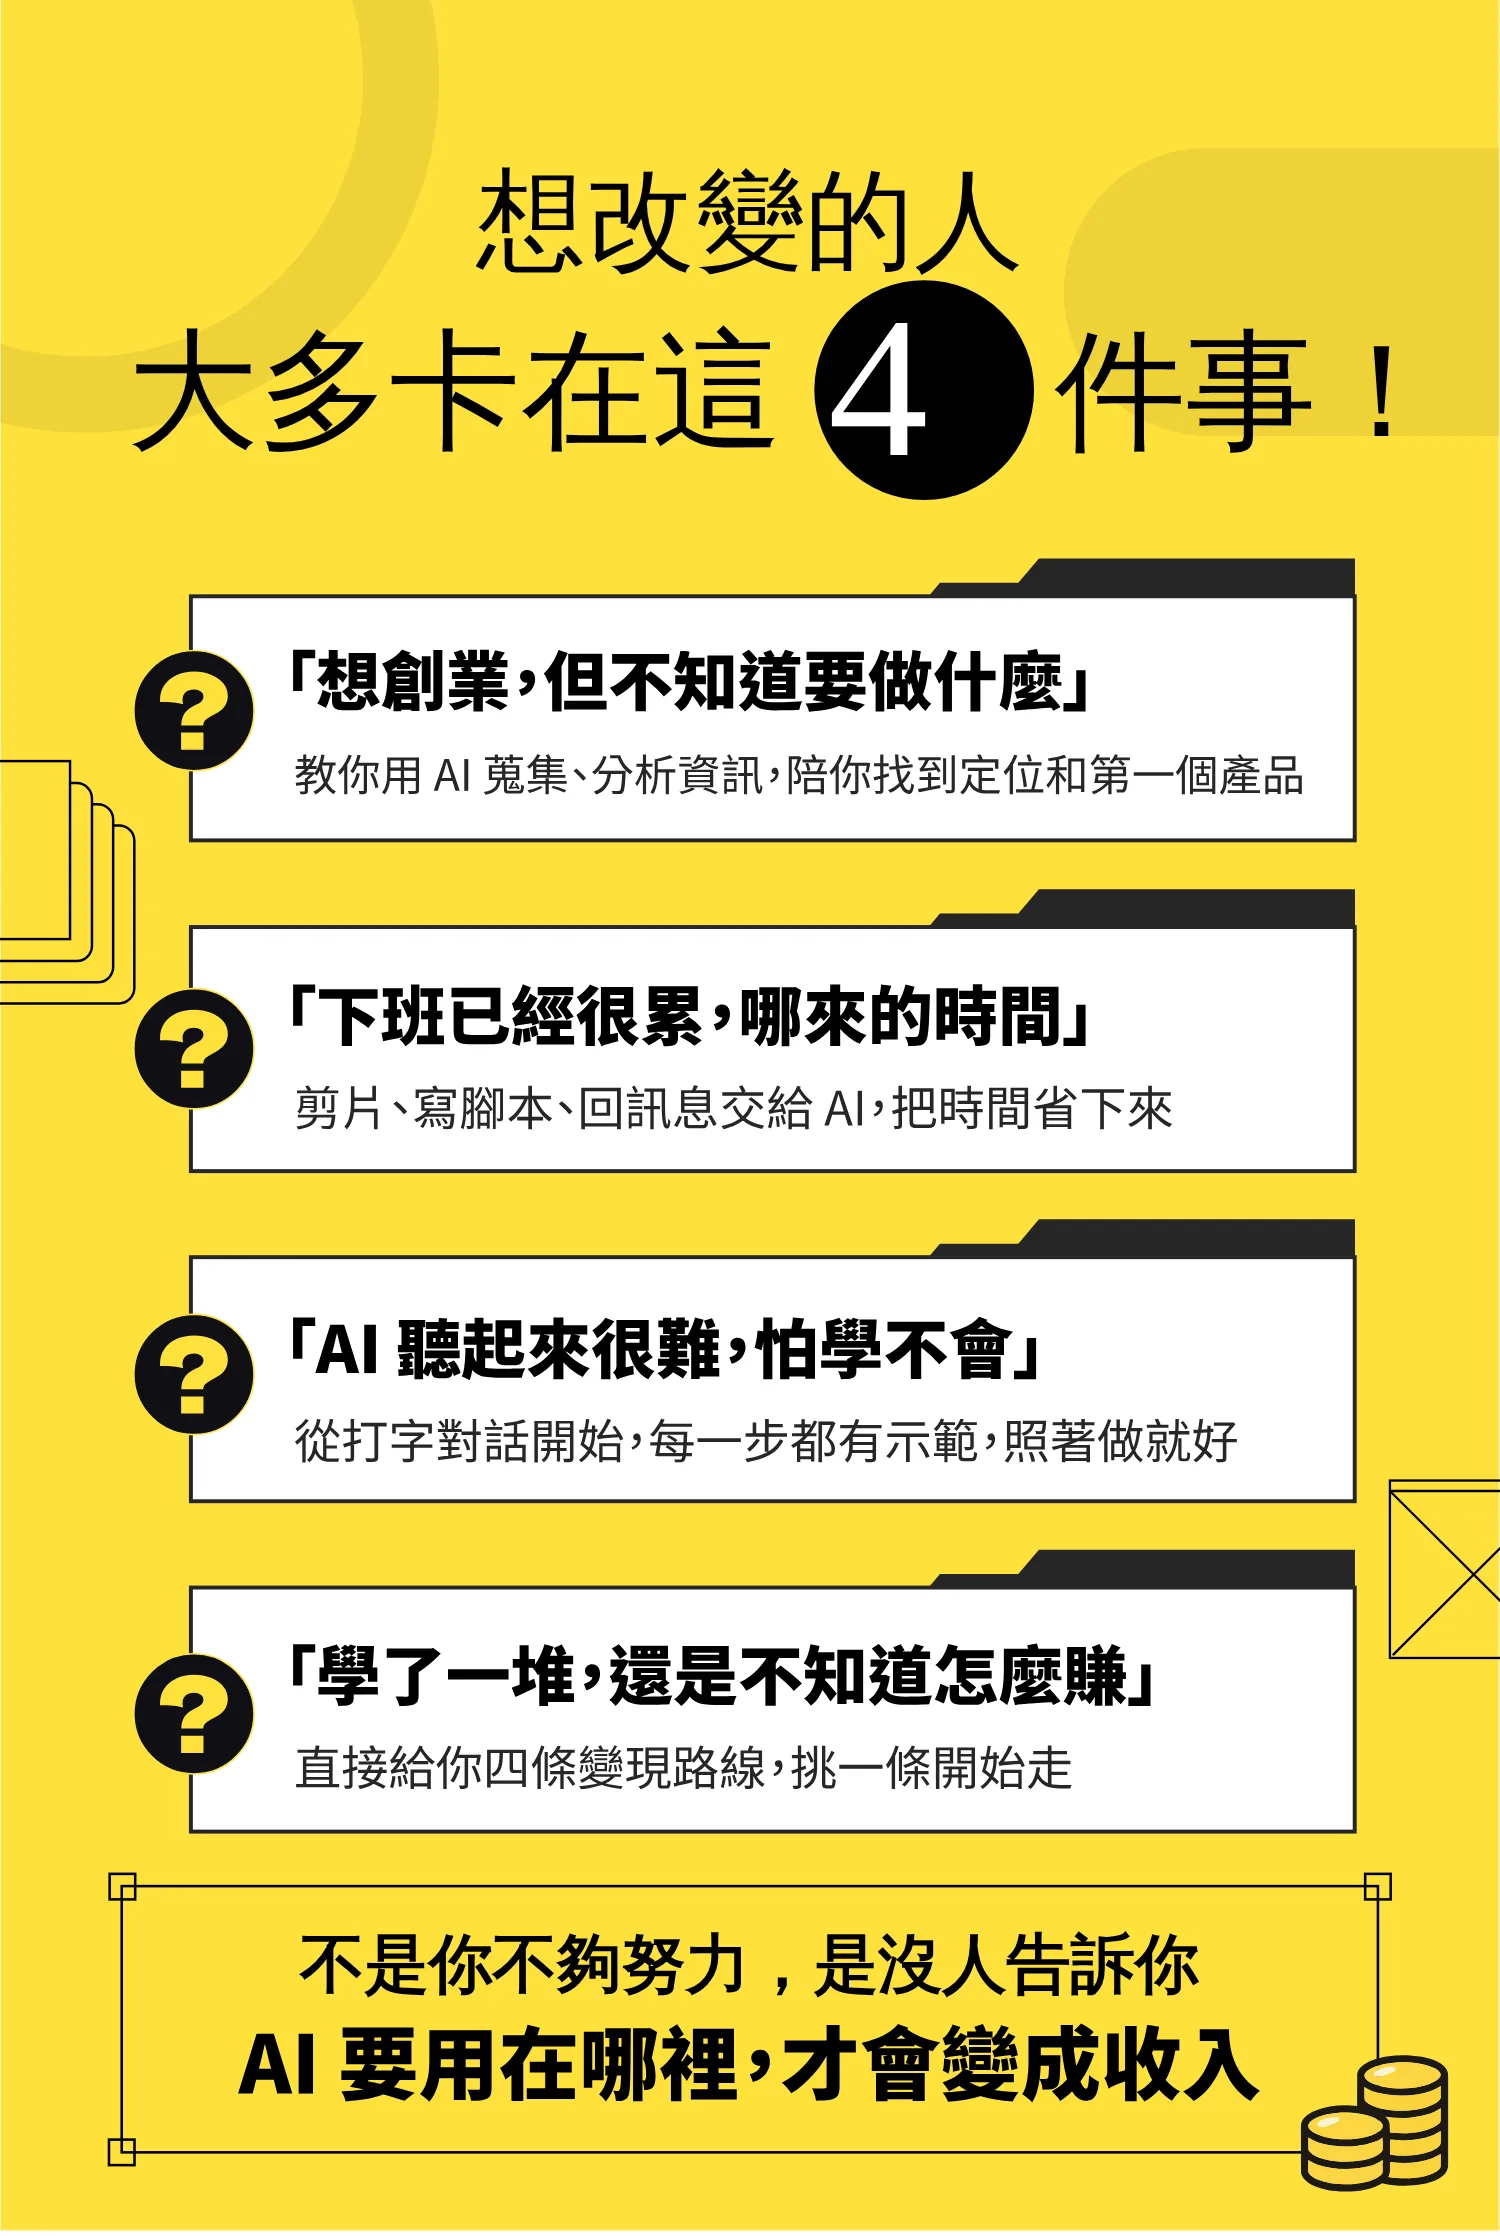 想改變的人
大多卡在這 4 件事！
「想創業，但不知道要做什麼」
教你用 AI 蒐集、分析資訊，陪你找到定位和第一個產品
「下班已經很累，哪來的時間」
剪片、寫腳本、回訊息交給 AI，把時間省下來
「AI 聽起來很難，怕學不會」
從打字對話開始，每一步都有示範，照著做就好
「學了一堆，還是不知道怎麼賺」
直接給你四條變現路線，挑一條開始走
不是你不夠努力，是沒人告訴你
AI 要用在哪裡，才會變成收入